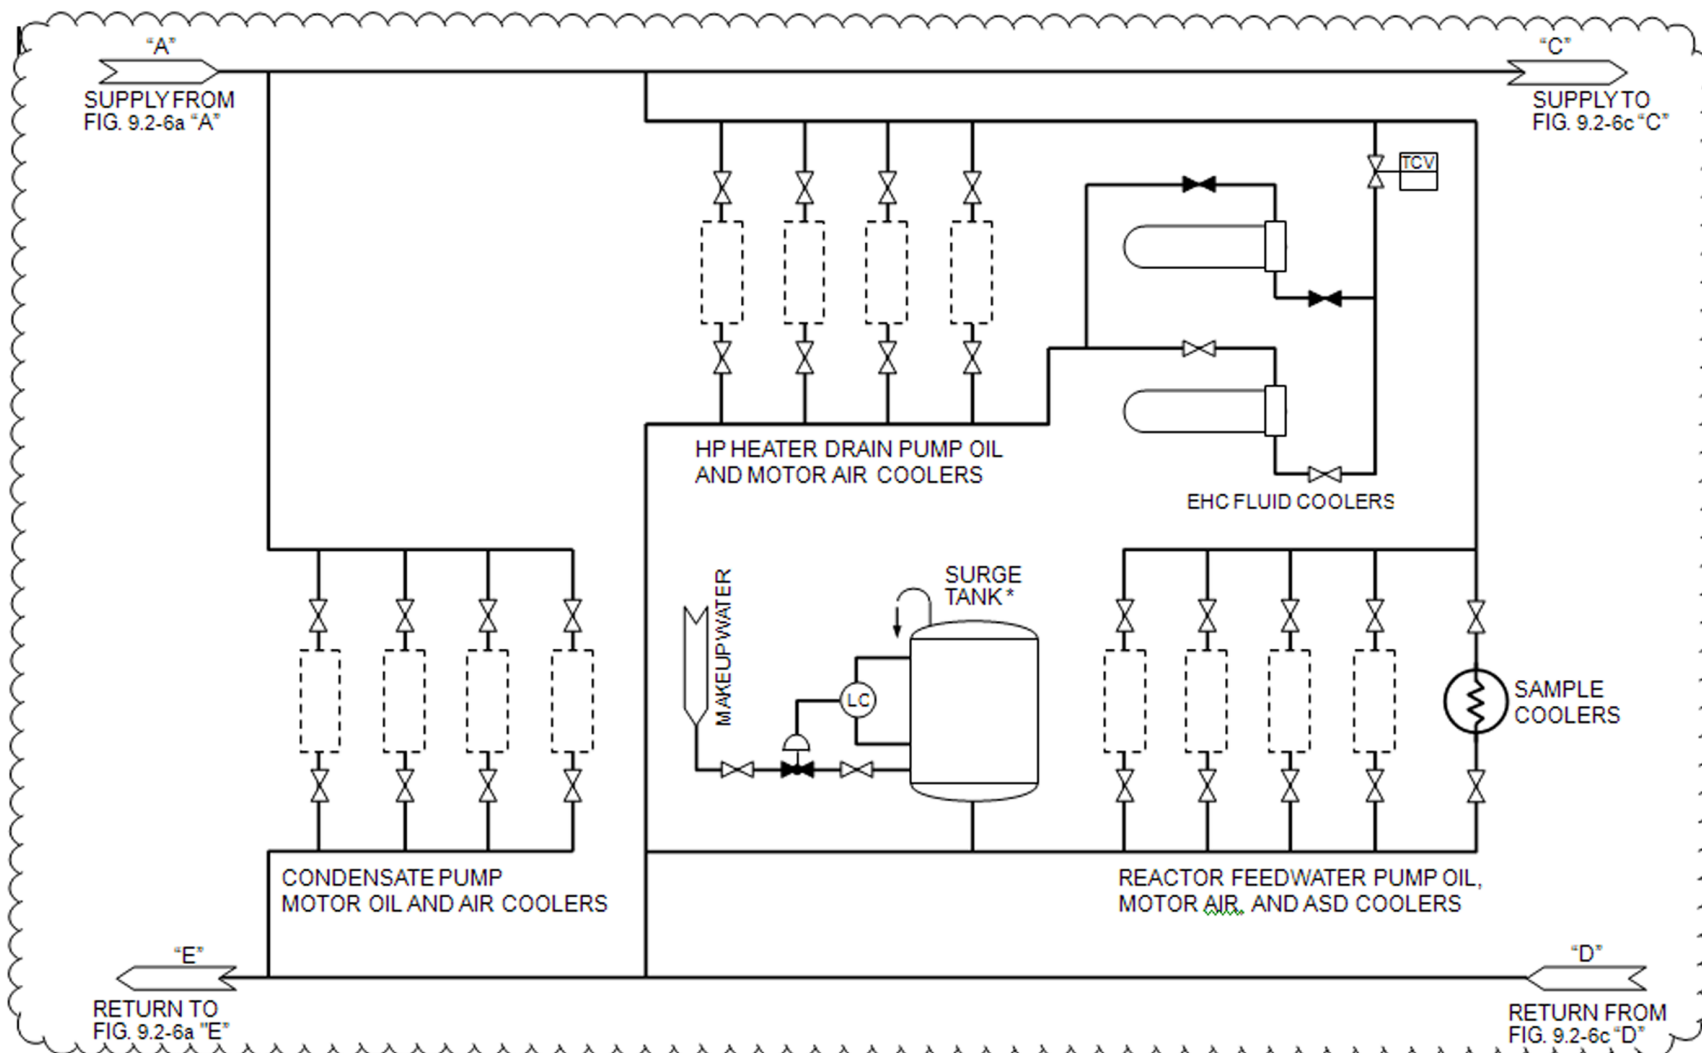 “A”
SUPPLY FROM
FIG. 9.2-6a “A”
“C”
SUPPLY TO
FIG. 9.2-6c “C”
TCV
HP HEATER DRAIN PUMP OIL
AND MOTOR AIR COOLERS
EHC FLUID COOLERS
MAKEUP WATER
SURGE
TANK *
LC
SAMPLE
COOLERS
CONDENSATE PUMP
MOTOR OIL AND AIR COOLERS
REACTOR FEEDWATER PUMP OIL,
MOTOR AIR, AND ASD COOLERS
“E”
RETURN TO
FIG. 9.2-6a "E”
“D”
RETURN FROM
FIG. 9.2-6c “D”